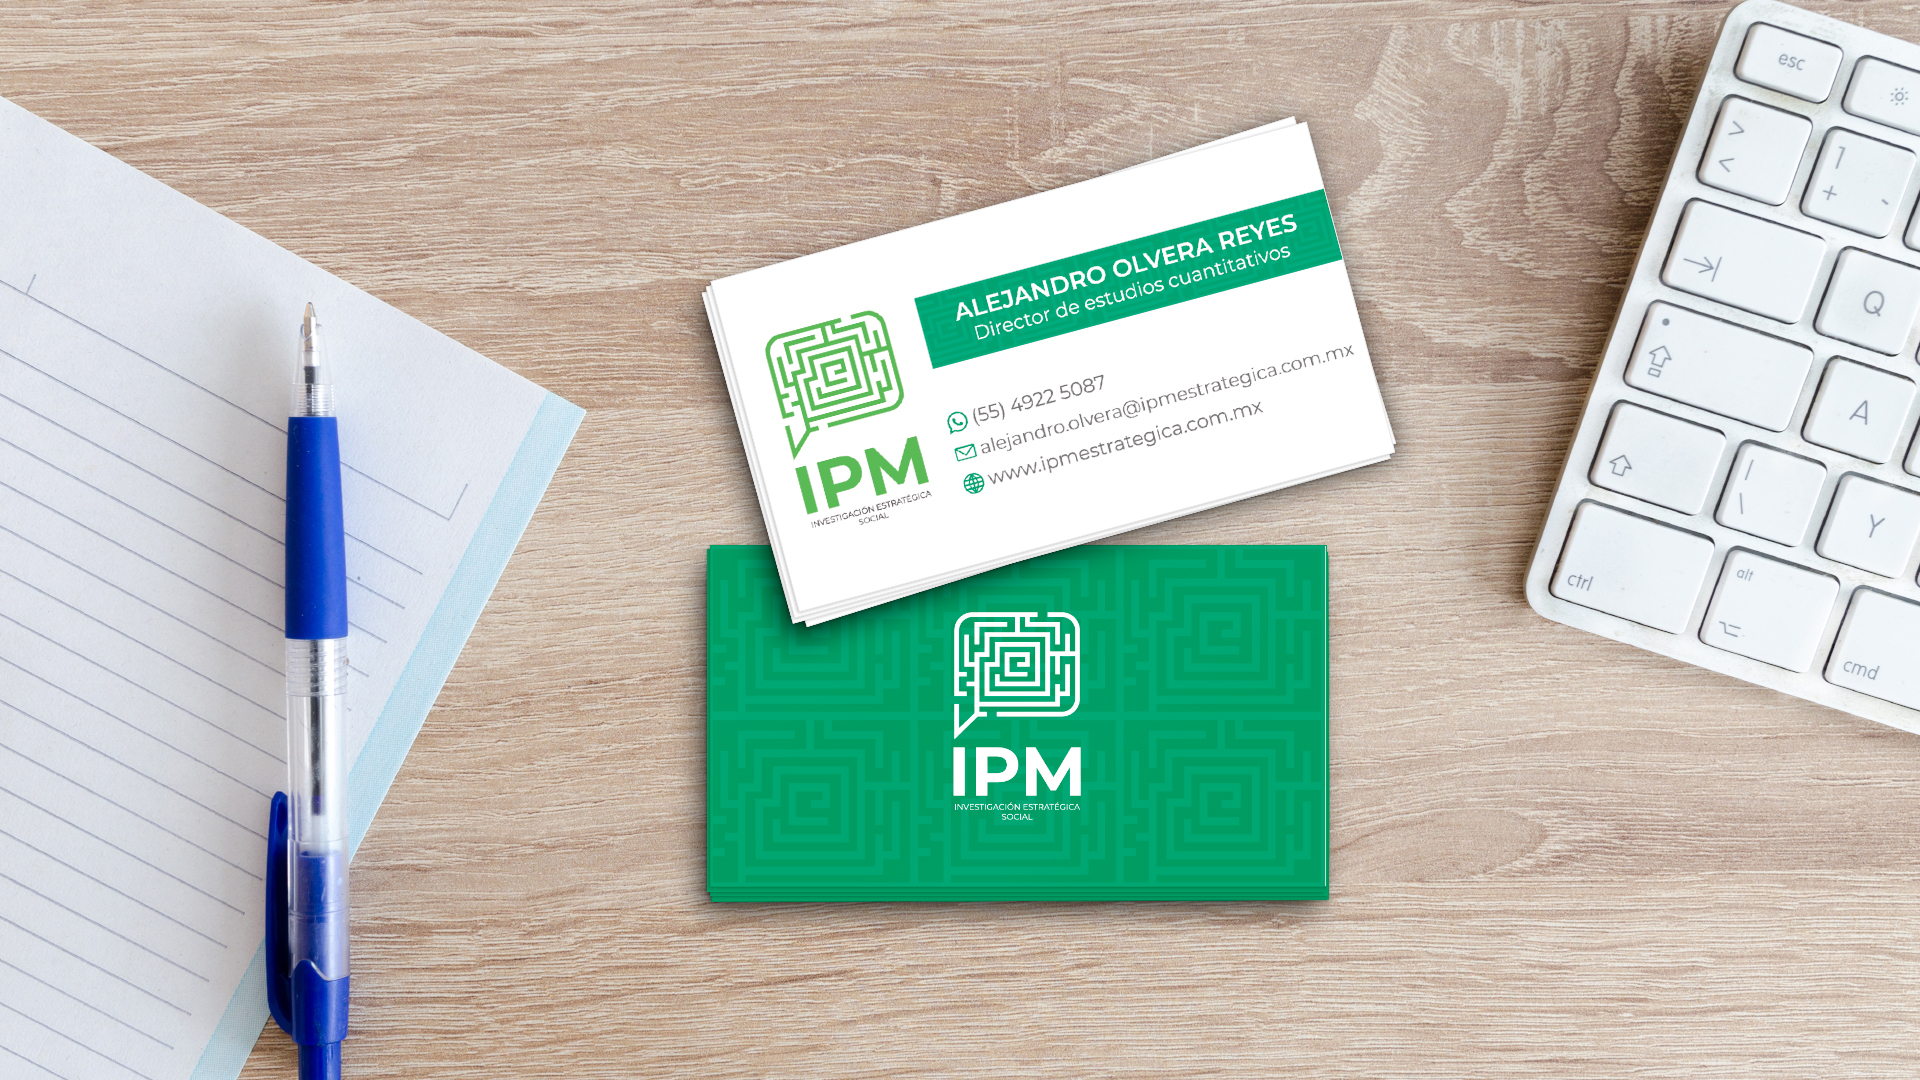 ALEJANDRO OLVERA REYES
Director de estudios cuantitativos
(55) 4922 5087
alejandro.olvera@ipmestrategica.com.mx
www.ipmestrategica.com.mx
IPM
INVESTIGACIÓN ESTRATÉGICA
SOCIAL
IPM
INVESTIGACIÓN ESTRATÉGICA
SOCIAL
esc
> 
<
1
+ -
Q
A
Y
ctrl
alt
cmd